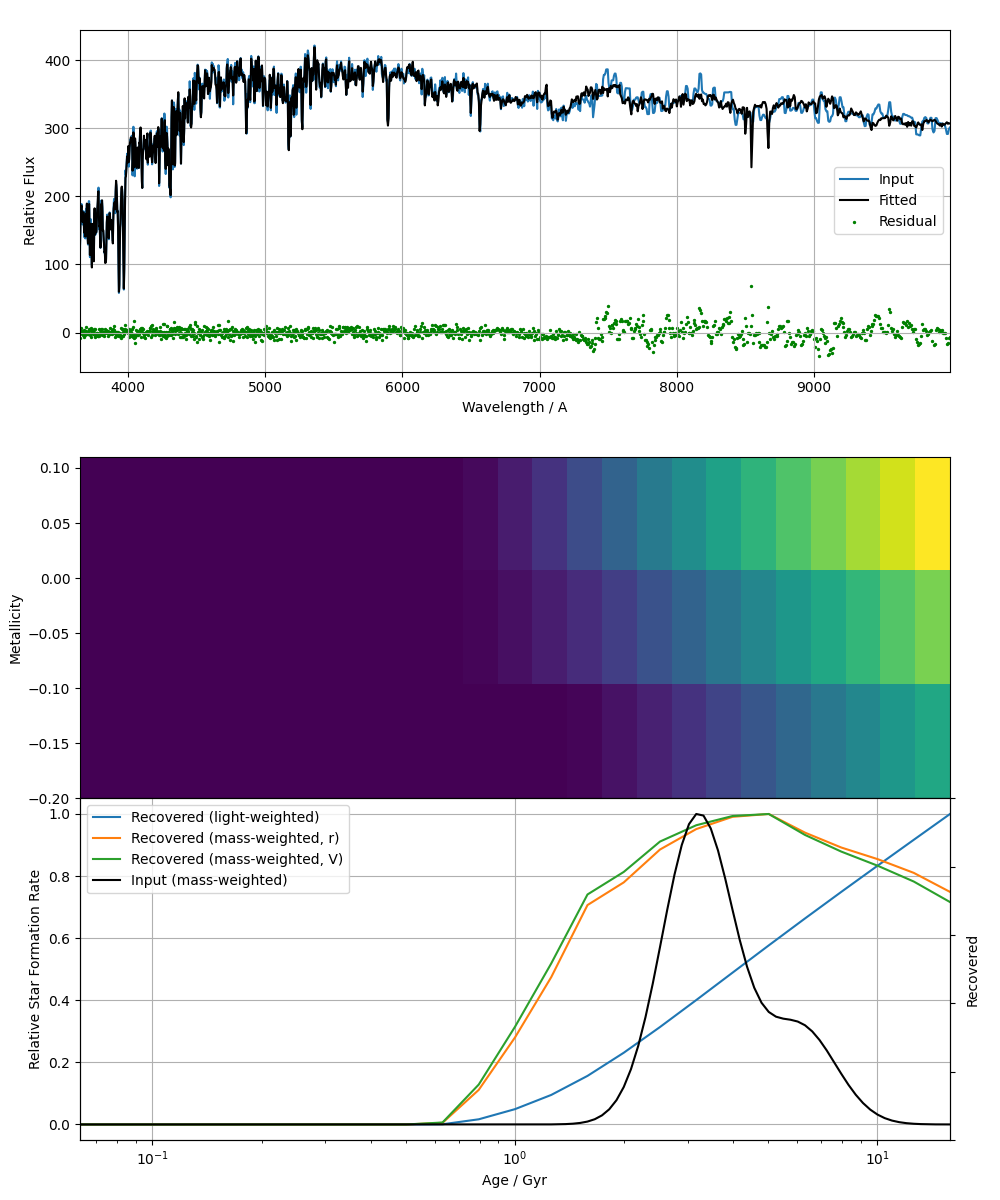 400
300
200
100
0
Relative Flux
Input
Fitted
Residual
4000 5000 6000 7000 8000 9000
Wavelength / A
0.10
0.05
0.00
−0.05
−0.10
−0.15
−0.20
Metallicity
1.0
0.8
0.6
0.4
0.2
0.0
Relative Star Formation Rate
Recovered (light-weighted)
Recovered (mass-weighted, r)
Recovered (mass-weighted, V)
Input (mass-weighted)
Recovered
10⁻¹ 10⁰ 10¹
Age / Gyr